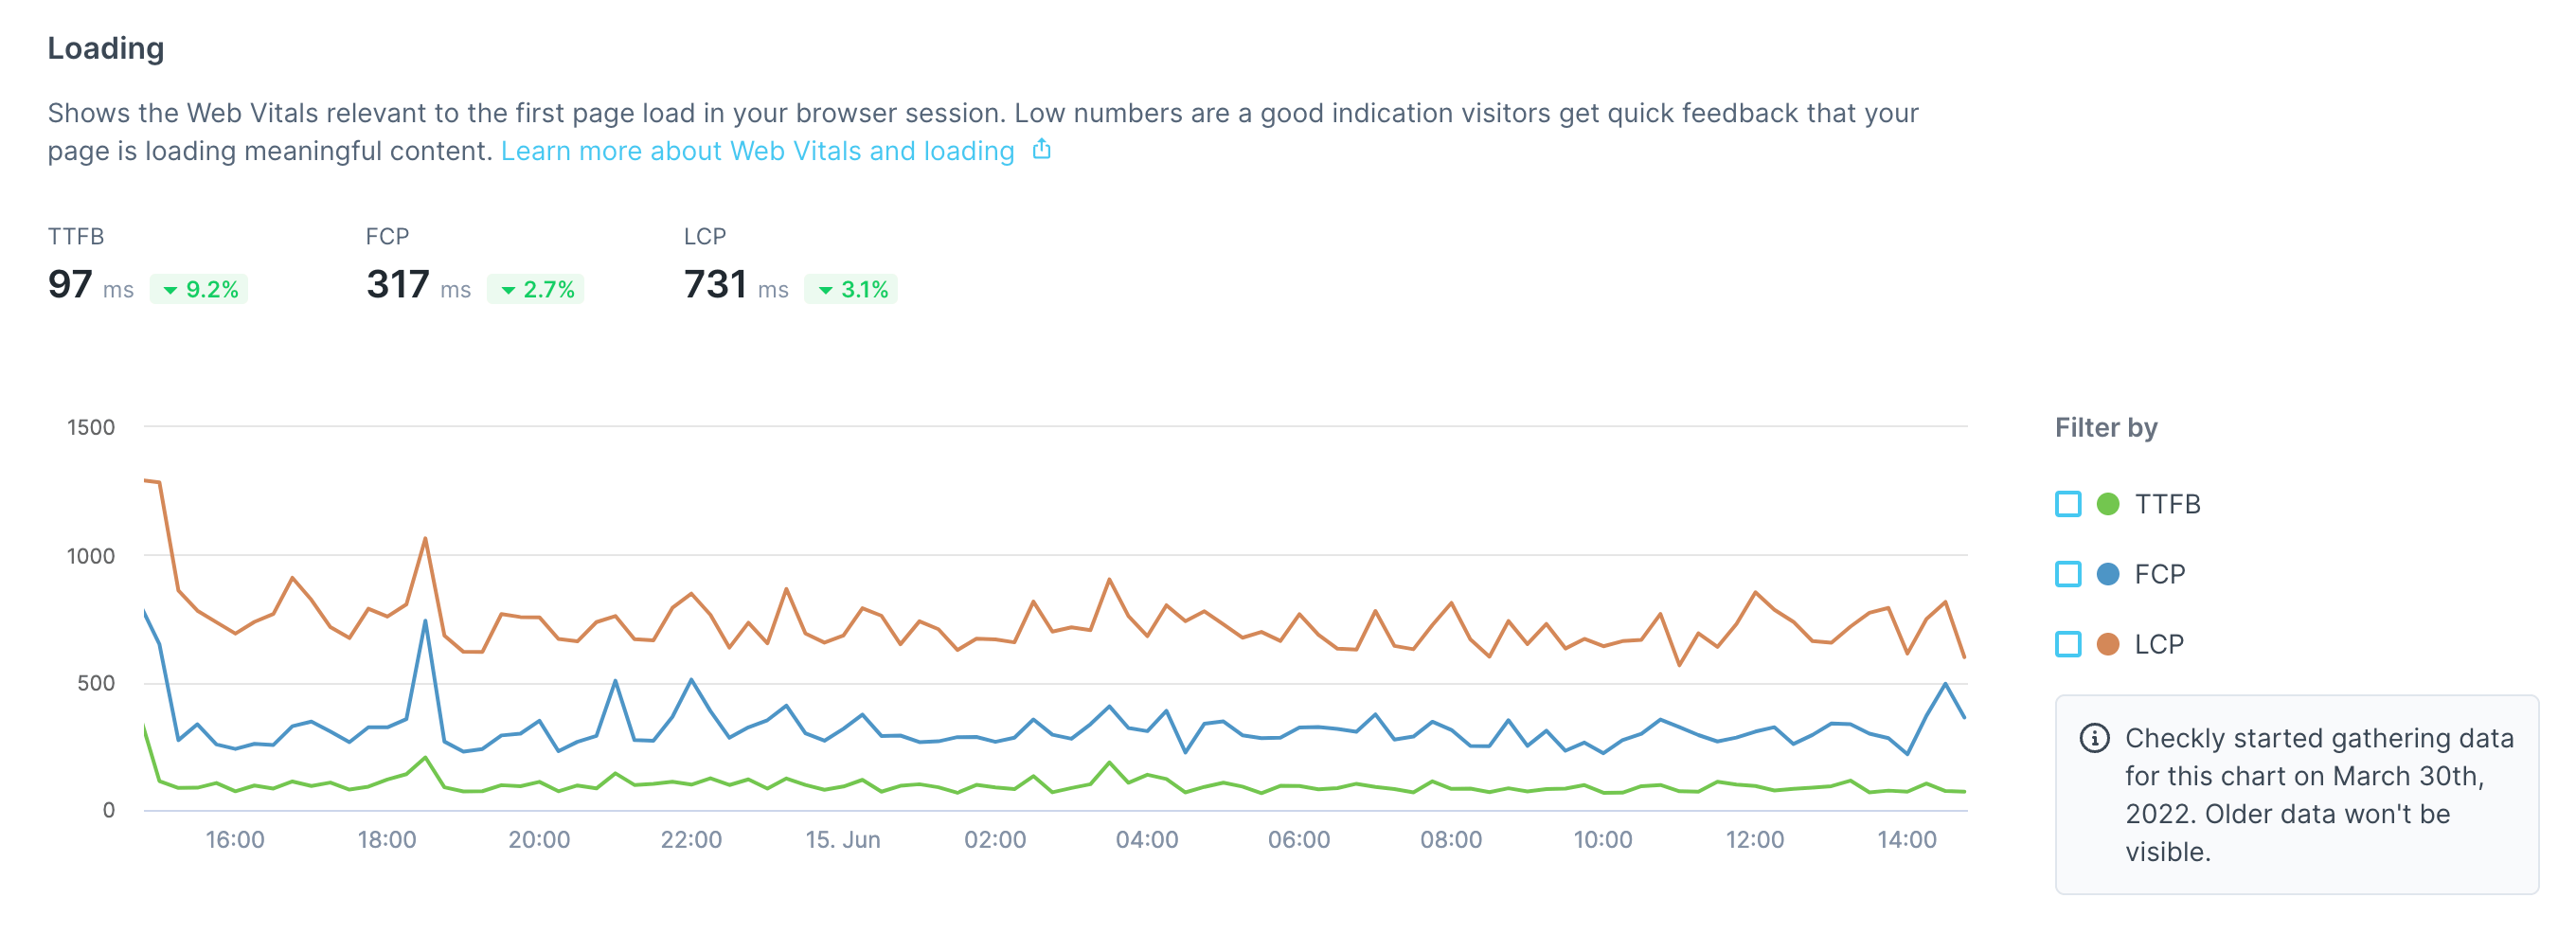 Loading
Shows the Web Vitals relevant to the first page load in your browser session. Low numbers are a good indication visitors get quick feedback that your
page is loading meaningful content. Learn more about Web Vitals and loading
TTFB
97 ms 9.2%
FCP
317 ms 2.7%
LCP
731 ms 3.1%
1500
1000
500
0
16:00 18:00 20:00 22:00 15. Jun 02:00 04:00 06:00 08:00 10:00 12:00 14:00
Filter by
TTFB
FCP
LCP
Checkly started gathering data
for this chart on March 30th,
2022. Older data won't be
visible.